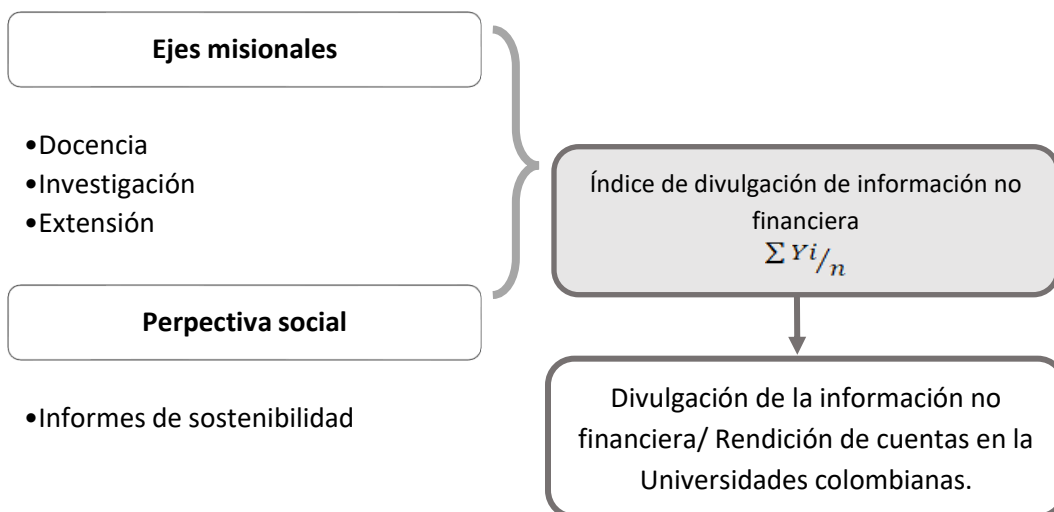 Ejes misionales
•Docencia
•Investigación
•Extensión
Perpectiva social
•Informes de sostenibilidad
Índice de divulgación de información no
financiera
∑ Yi/n
Divulgación de la información no
financiera/ Rendición de cuentas en la
Universidades colombianas.